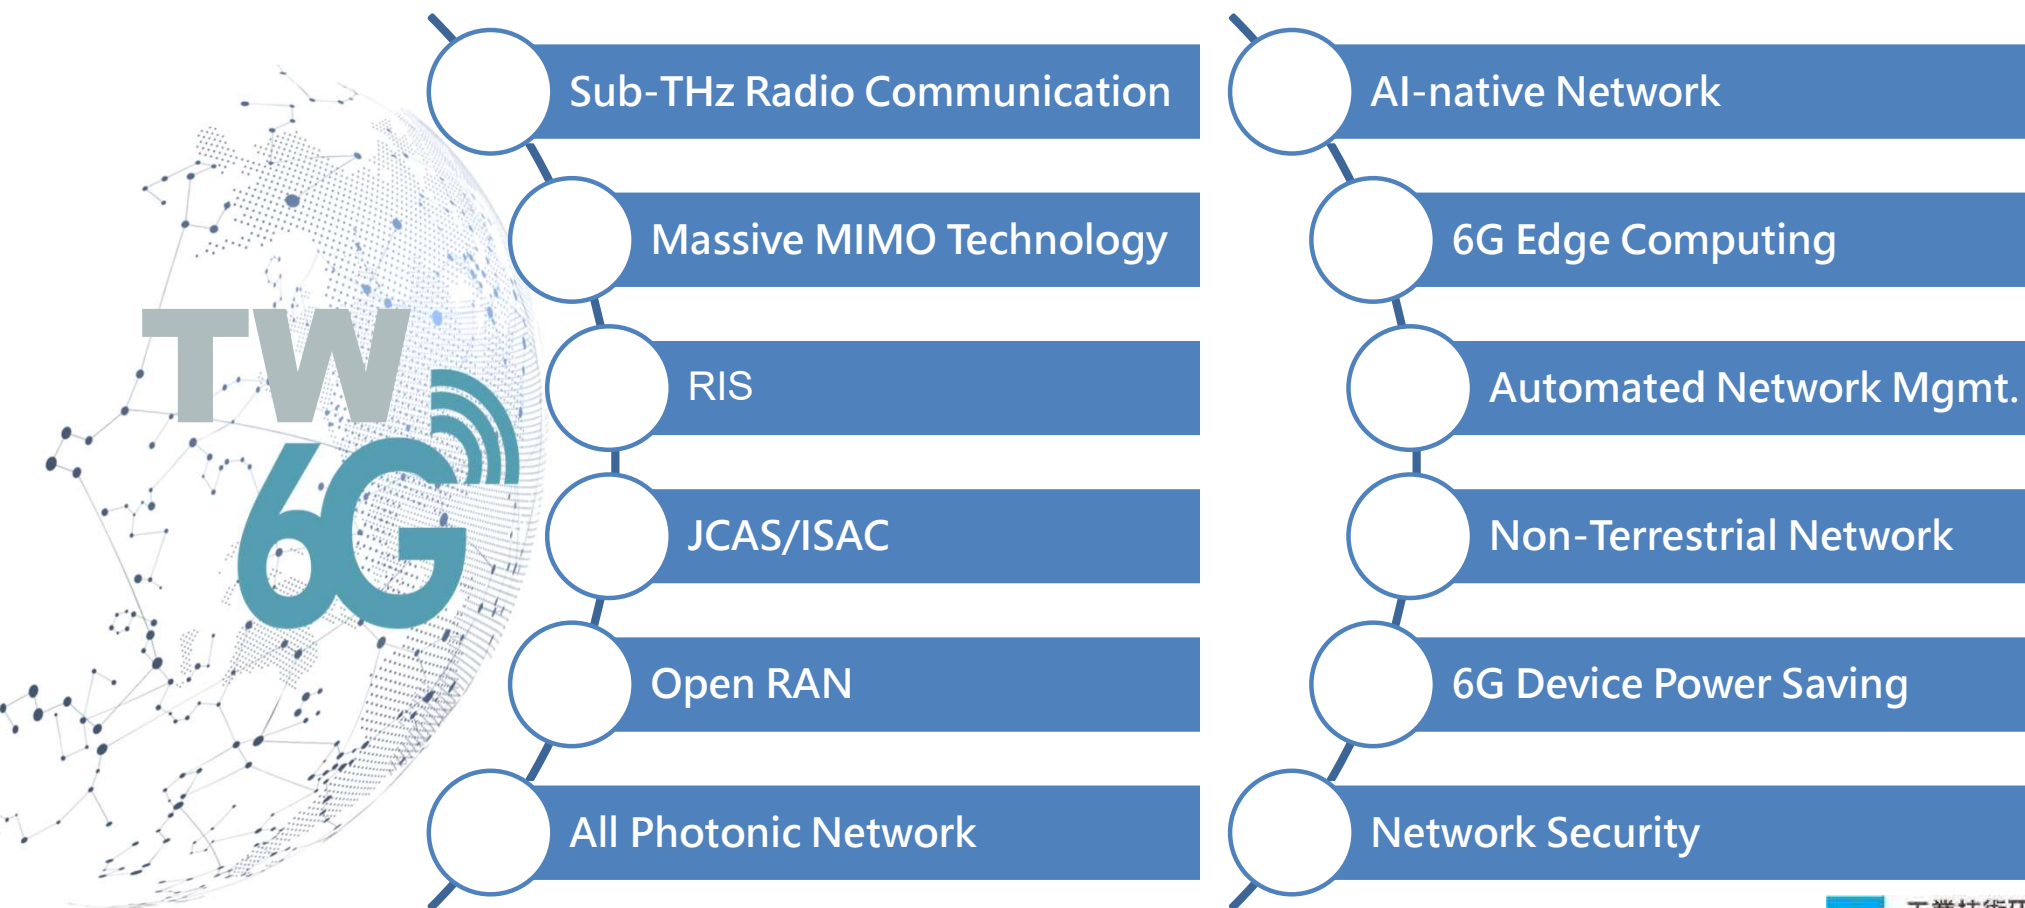 TW
6G
Sub-THz Radio Communication
Massive MIMO Technology
RIS
JCAS/ISAC
Open RAN
All Photonic Network
AI-native Network
6G Edge Computing
Automated Network Mgmt.
Non-Terrestrial Network
6G Device Power Saving
Network Security